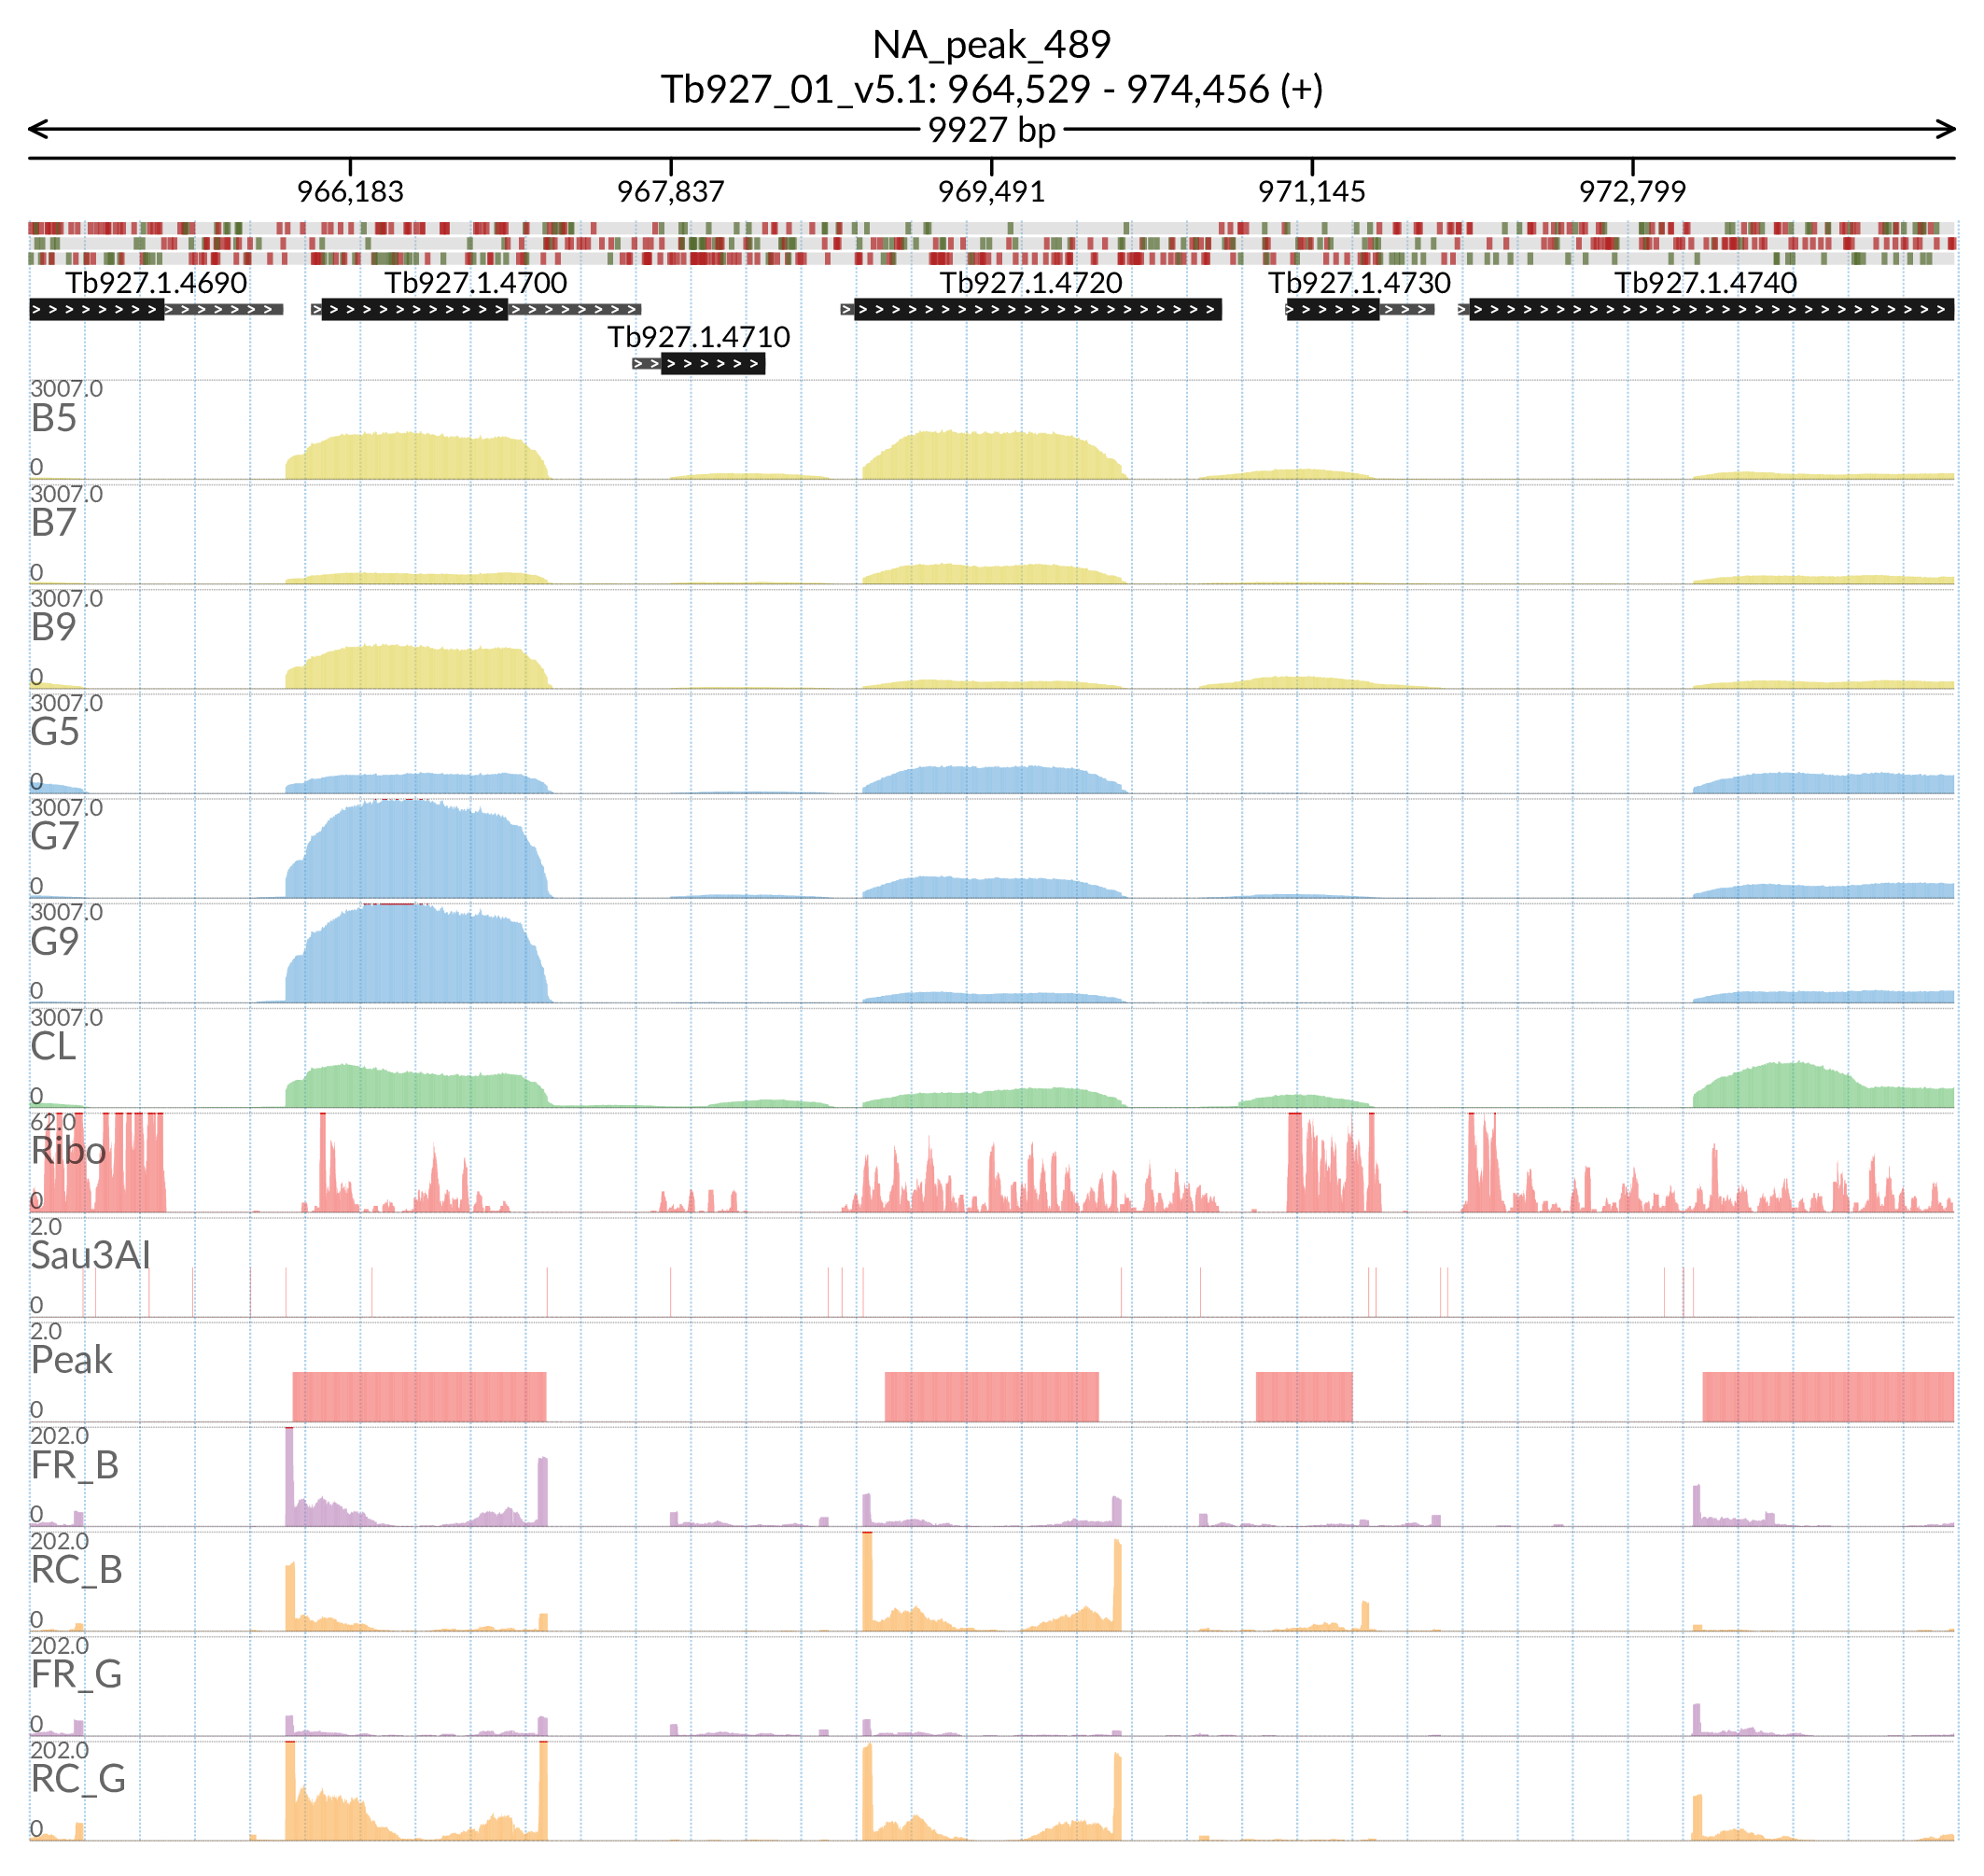 NA_peak_489
Tb927_01_v5.1: 964,529 - 974,456 (+)
9927 bp
966,183 967,837 969,491 971,145 972,799
Tb927.1.4690 Tb927.1.4700 Tb927.1.4720 Tb927.1.4730 Tb927.1.4740
Tb927.1.4710
3007.0
B5
0
3007.0
B7
0
3007.0
B9
0
3007.0
G5
0
3007.0
G7
0
3007.0
G9
0
3007.0
CL
0
62.0
Ribo
0
2.0
Sau3AI
0
2.0
Peak
0
202.0
FR_B
0
202.0
RC_B
0
202.0
FR_G
0
202.0
RC_G
0